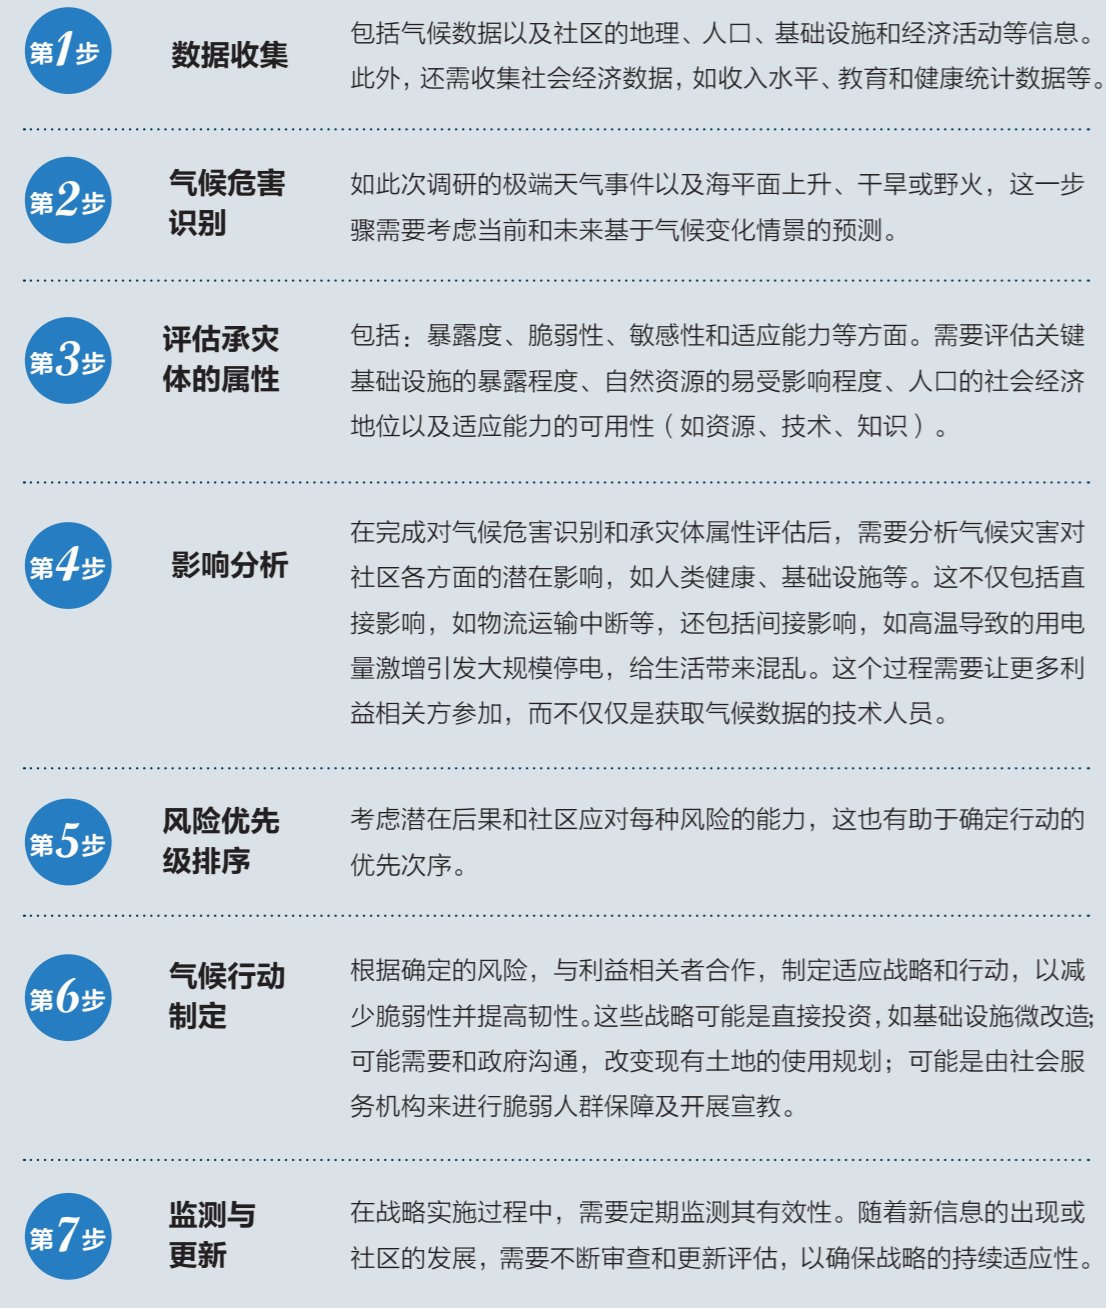 第1步
数据收集
包括气候数据以及社区的地理、人口、基础设施和经济活动等信息。
此外，还需收集社会经济数据，如收入水平、教育和健康统计数据等。
第2步
气候危害
识别
如此次调研的极端天气事件以及海平面上升、干旱或野火，这一步
骤需要考虑当前和未来基于气候变化情景的预测。
第3步
评估承灾
体的属性
包括：暴露度、脆弱性、敏感性和适应能力等方面。需要评估关键
基础设施的暴露程度、自然资源的易受影响程度、人口的社会经济
地位以及适应能力的可用性（如资源、技术、知识）。
第4步
影响分析
在完成对气候危害识别和承灾体属性评估后，需要分析气候灾害对
社区各方面的潜在影响，如人类健康、基础设施等。这不仅包括直
接影响，如物流运输中断等，还包括间接影响，如高温导致的用电
量激增引发大规模停电，给生活带来混乱。这个过程需要让更多利
益相关方参加，而不仅仅是获取气候数据的技术人员。
第5步
风险优先
级排序
考虑潜在后果和社区应对每种风险的能力，这也有助于确定行动的
优先次序。
第6步
气候行动
制定
根据确定的风险，与利益相关者合作，制定适应战略和行动，以减
少脆弱性并提高韧性。这些战略可能是直接投资，如基础设施微改造；
可能需要和政府沟通，改变现有土地的使用规划；可能是由社会服
务机构来进行脆弱人群保障及开展宣教。
第7步
监测与
更新
在战略实施过程中，需要定期监测其有效性。随着新信息的出现或
社区的发展，需要不断审查和更新评估，以确保战略的持续适应性。